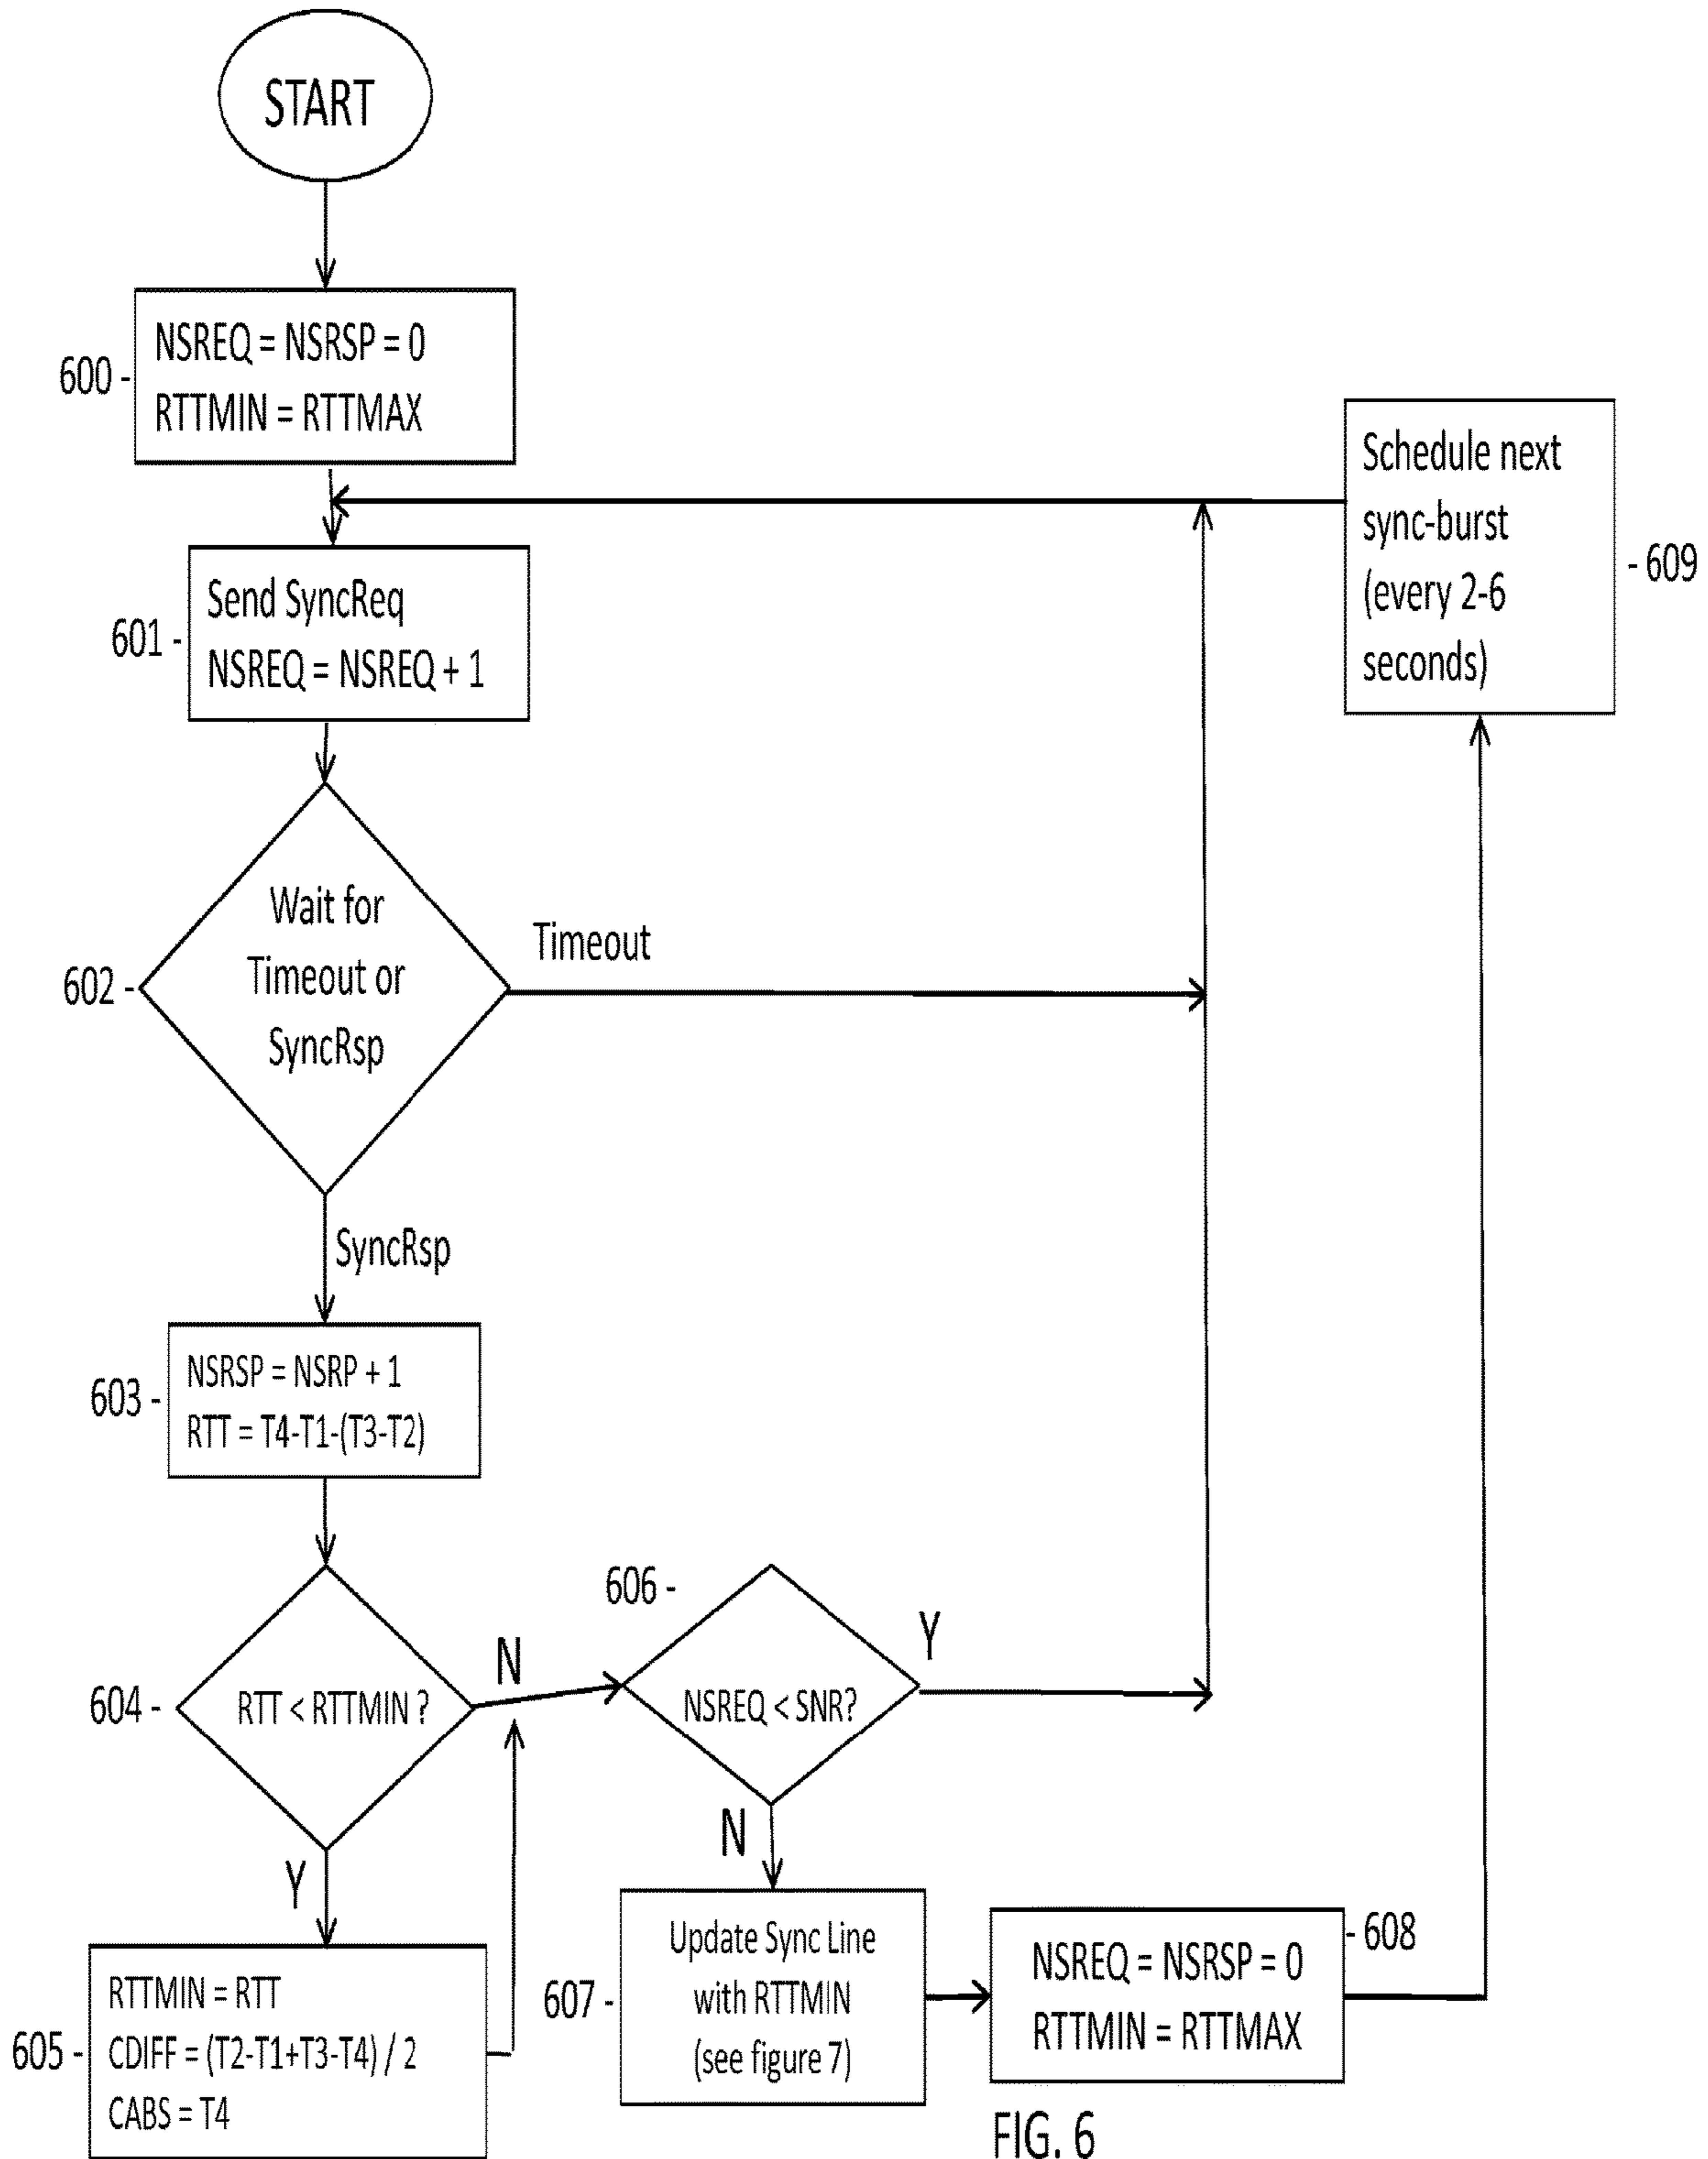 START
600 -
NSREQ = NSRSP = 0
RTTMIN = RTTMAX
Schedule next
sync-burst
(every 2-6
seconds)
- 609
601 -
Send SyncReq
NSREQ = NSREQ + 1
602 -
Wait for
Timeout or
SyncRsp
Timeout
SyncRsp
603 -
NSRSP = NSRP + 1
RTT = T4-T1-(T3-T2)
604 -
RTT < RTTMIN ?
N
Y
606 -
NSREQ < SNR?
Y
N
605 -
RTTMIN = RTT
CDIFF = (T2-T1+T3-T4) / 2
CABS = T4
607 -
Update Sync Line
with RTTMIN
(see figure 7)
- 608
NSREQ = NSRSP = 0
RTTMIN = RTTMAX
FIG. 6